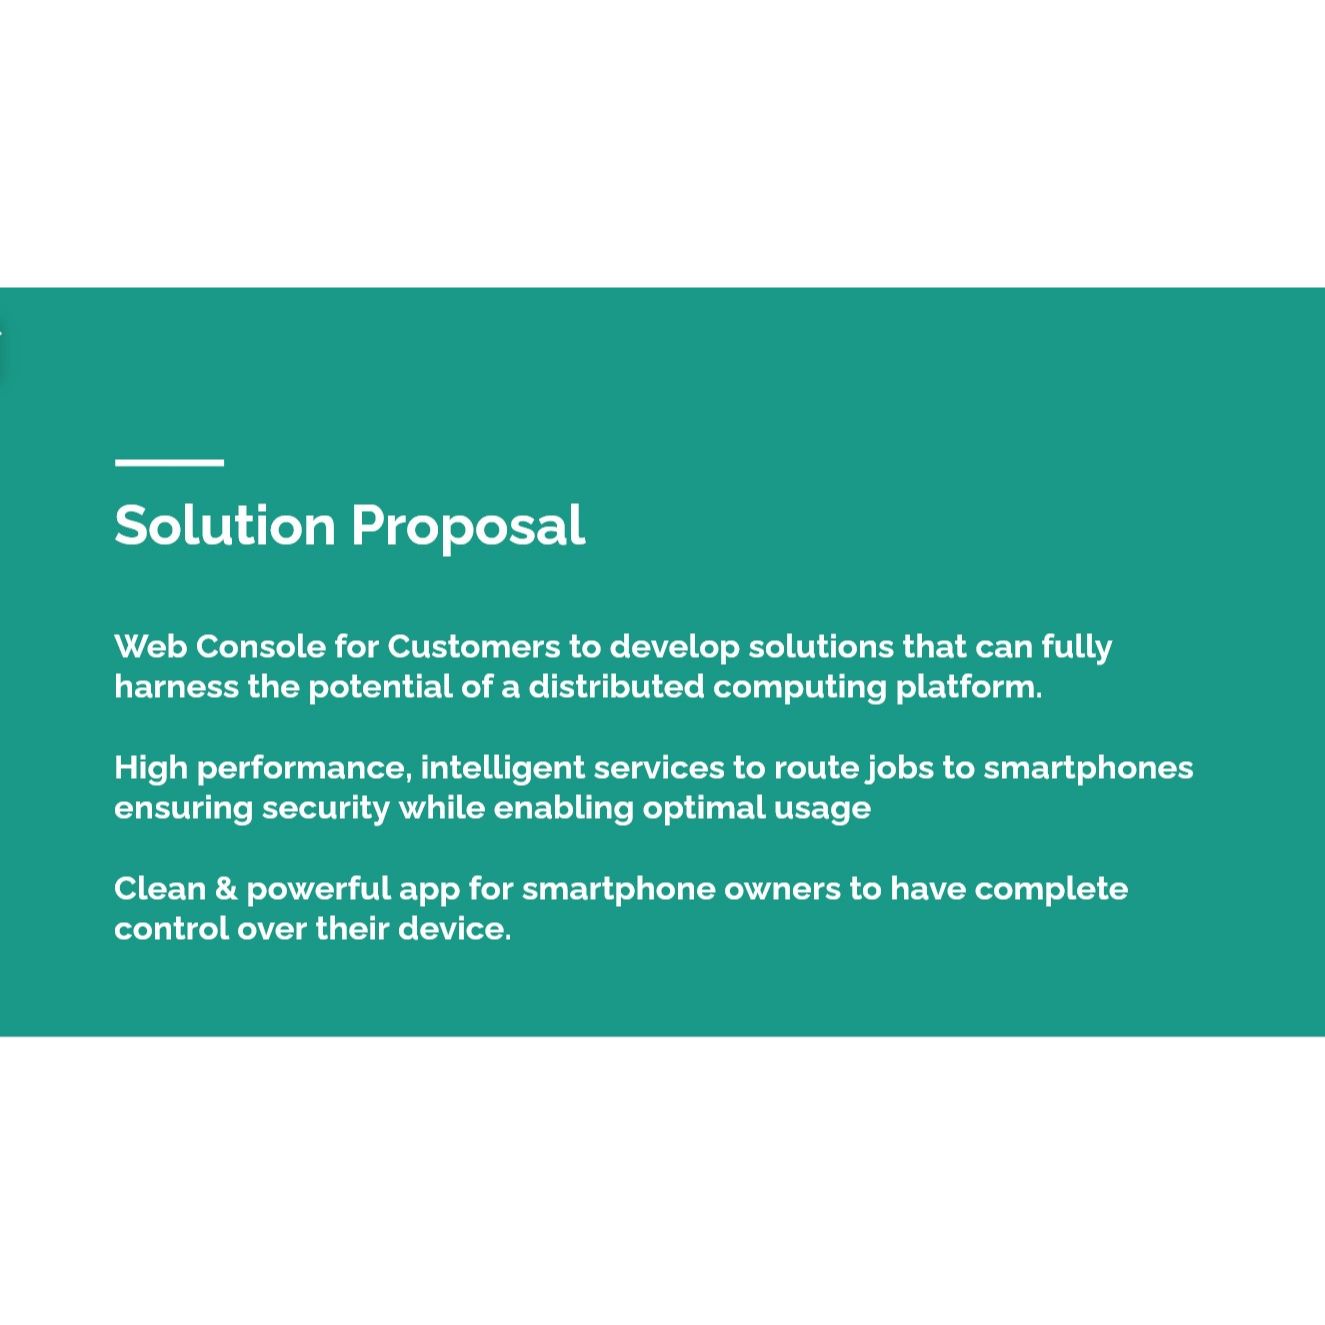 Solution Proposal
Web Console for Customers to develop solutions that can fully
harness the potential of a distributed computing platform.
High performance, intelligent services to route jobs to smartphones
ensuring security while enabling optimal usage
Clean & powerful app for smartphone owners to have complete
control over their device.